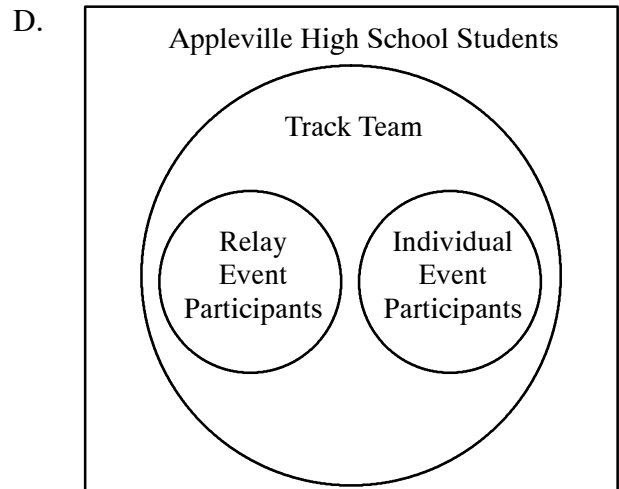 D.
Appleville High School Students
Track Team
Relay
Event
Participants
Individual
Event
Participants